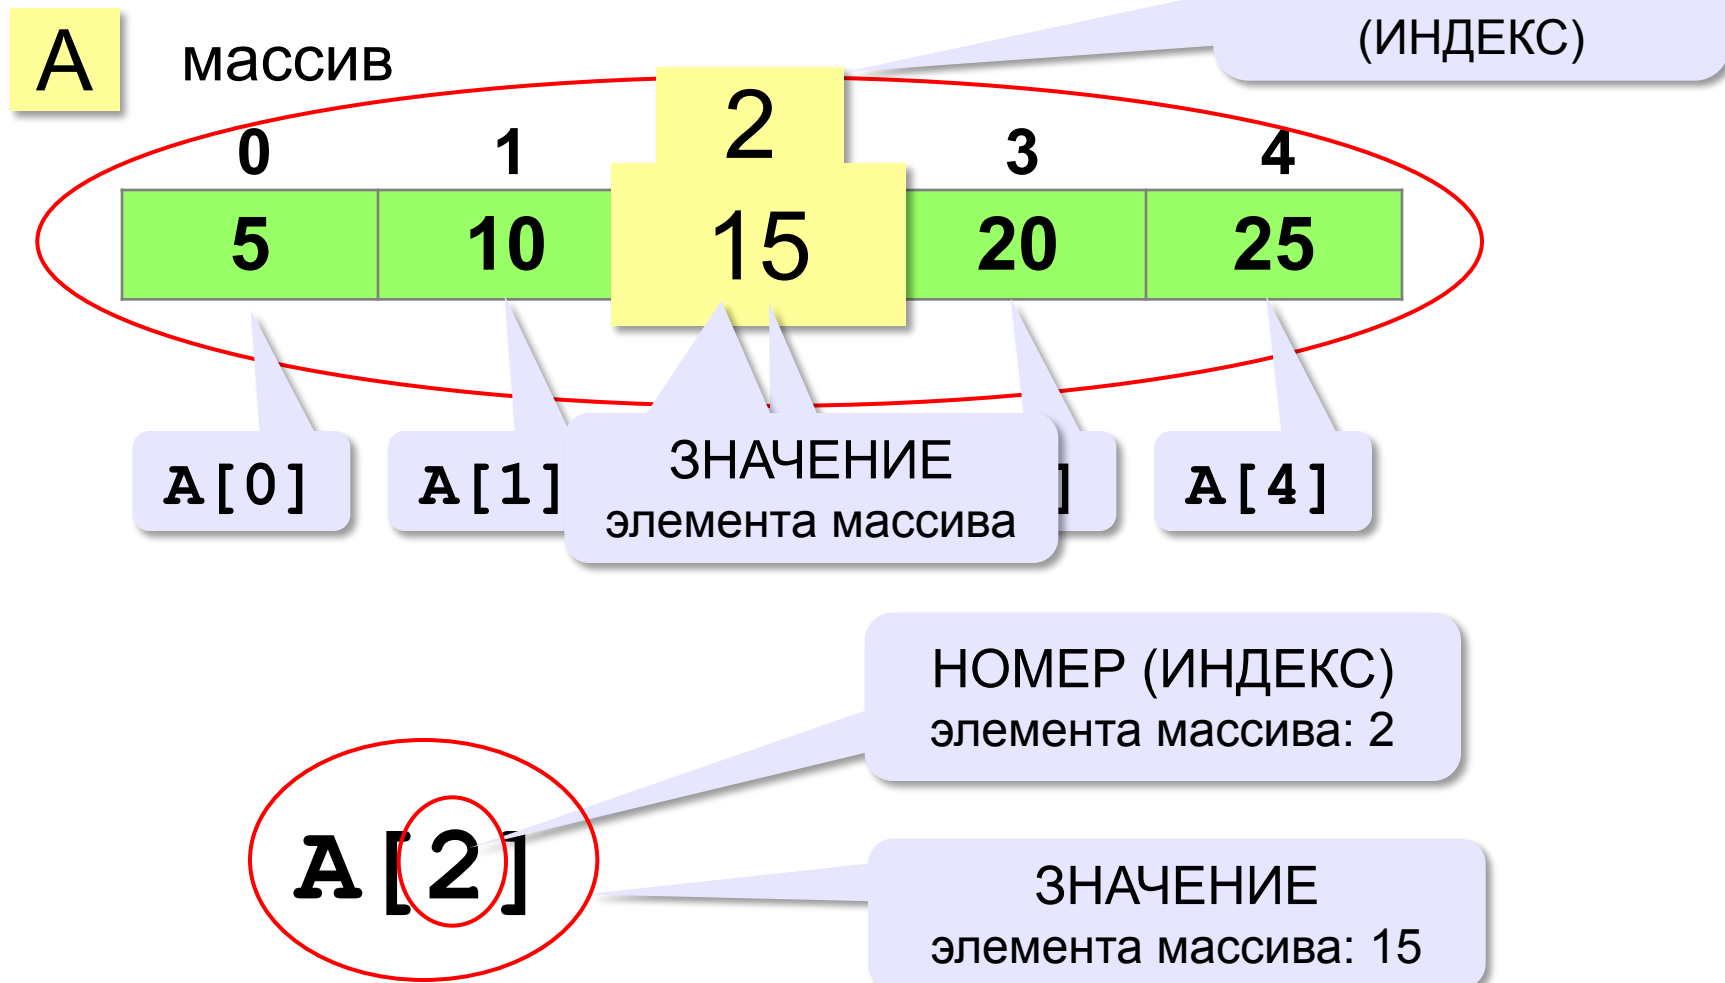 А массив
(ИНДЕКС)
2
0 1 3 4
5 10 15 20 25
A[0] A[1] ] A[4]
ЗНАЧЕНИЕ
элемента массива
НОМЕР (ИНДЕКС)
элемента массива: 2
A[2]
ЗНАЧЕНИЕ
элемента массива: 15